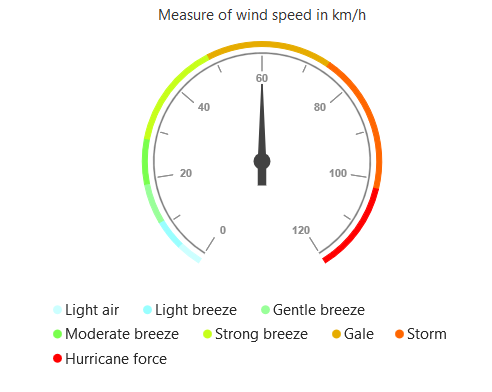 Measure of wind speed in km/h
60
40
80
20
100
0
120
Light air Light breeze Gentle breeze
Moderate breeze Strong breeze Gale Storm
Hurricane force